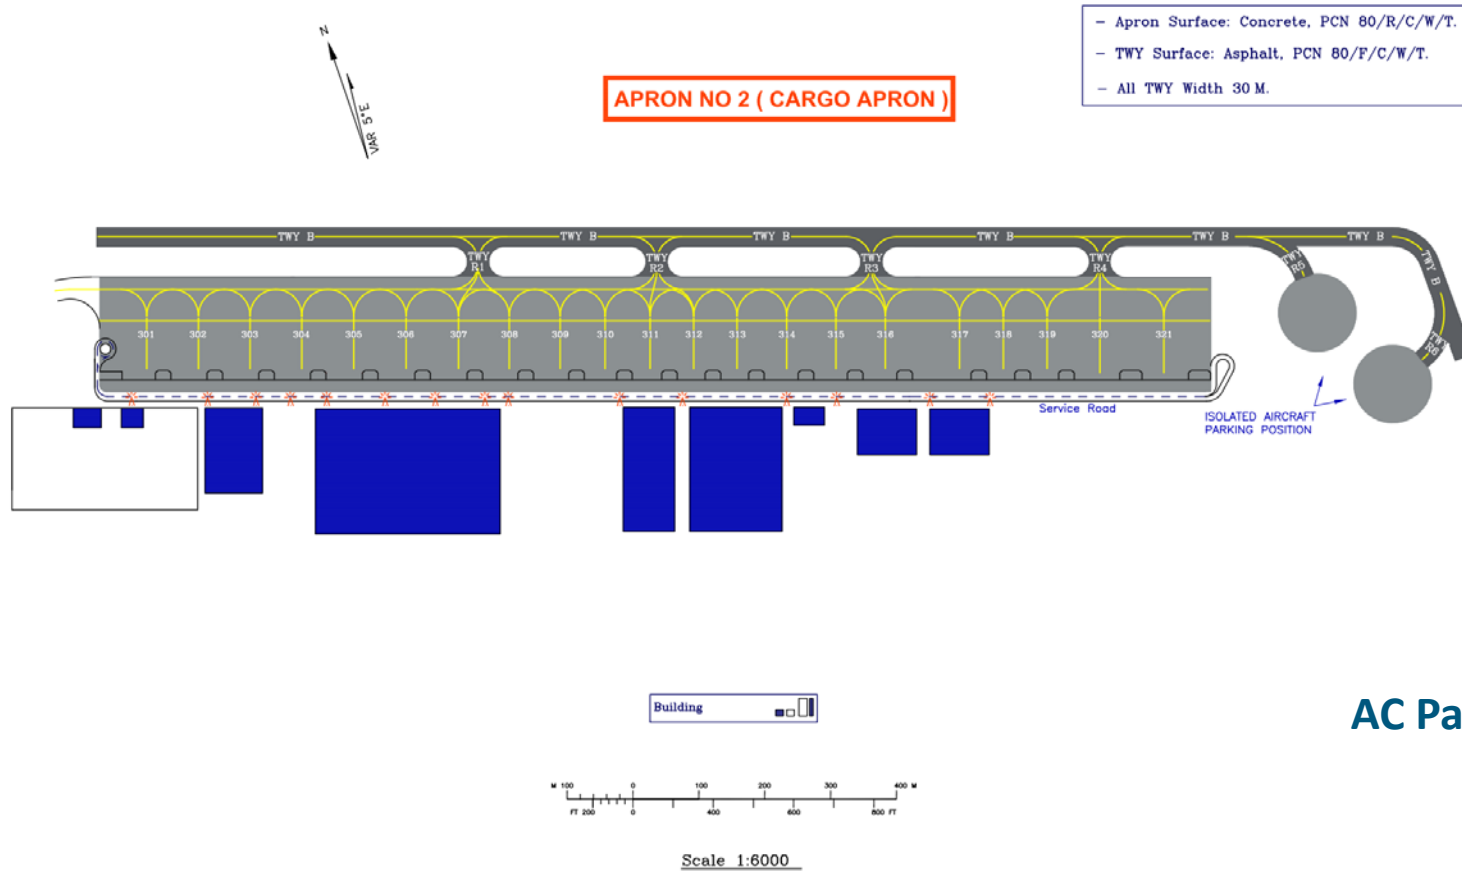 – Apron Surface: Concrete, PCN 80/R/C/W/T.
– TWY Surface: Asphalt, PCN 80/F/C/W/T.
– All TWY Width 30 M.
N
VAR 5°E
APRON NO 2 ( CARGO APRON )
TWY B TWY B TWY B TWY B TWY B TWY B
TWY B
TWY R1
TWY R2
TWY R3
TWY R4
TWY R5
TWY R6
301 302 303 304 305 306 307 308 309 310 311 312 313 314 315 316 317 318 319 320 321
Service Road
ISOLATED AIRCRAFT
PARKING POSITION
Building
AC Pa
M 100 0 100 200 300 400 M
FT 200 0 400 600 800 FT
Scale 1:6000